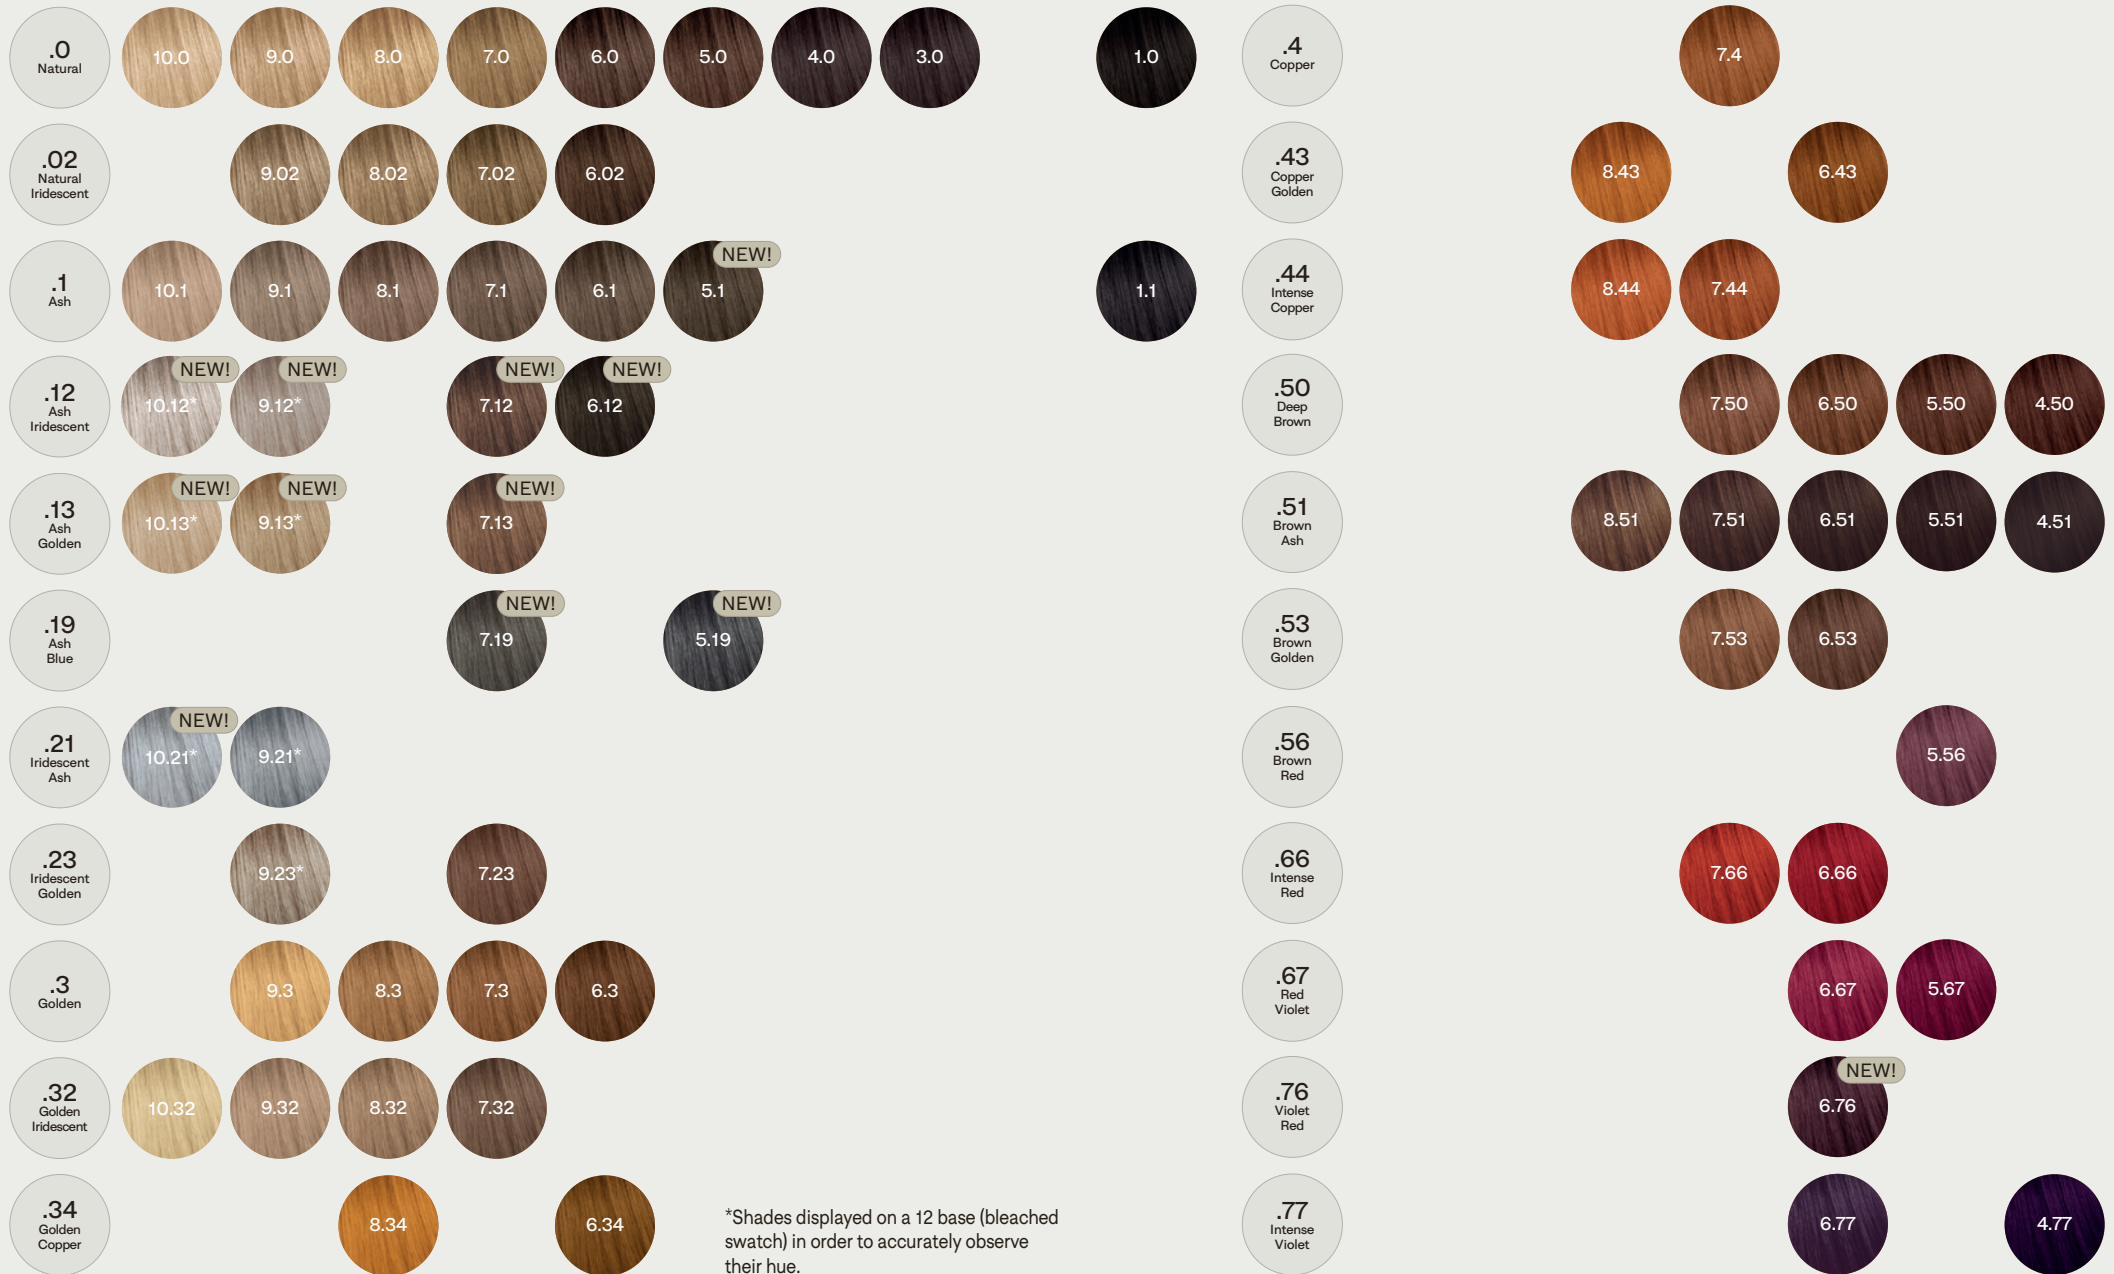 .0
Natural
10.0
9.0
8.0
7.0
6.0
5.0
4.0
3.0
1.0
.02
Natural
Iridescent
9.02
8.02
7.02
6.02
.1
Ash
10.1
9.1
8.1
7.1
6.1
NEW!
5.1
1.1
.12
Ash
Iridescent
NEW!
10.12*
NEW!
9.12*
NEW!
7.12
NEW!
6.12
.13
Ash
Golden
NEW!
10.13*
NEW!
9.13*
NEW!
7.13
.19
Ash
Blue
NEW!
7.19
NEW!
5.19
.21
Iridescent
Ash
NEW!
10.21*
9.21*
.23
Iridescent
Golden
9.23*
7.23
.3
Golden
9.3
8.3
7.3
6.3
.32
Golden
Iridescent
10.32
9.32
8.32
7.32
.34
Golden
Copper
8.34
6.34
*Shades displayed on a 12 base (bleached
swatch) in order to accurately observe
their hue.
.4
Copper
7.4
.43
Copper
Golden
8.43
6.43
.44
Intense
Copper
8.44
7.44
.50
Deep
Brown
7.50
6.50
5.50
4.50
.51
Brown
Ash
8.51
7.51
6.51
5.51
4.51
.53
Brown
Golden
7.53
6.53
.56
Brown
Red
5.56
.66
Intense
Red
7.66
6.66
.67
Red
Violet
6.67
5.67
.76
Violet
Red
NEW!
6.76
.77
Intense
Violet
6.77
4.77